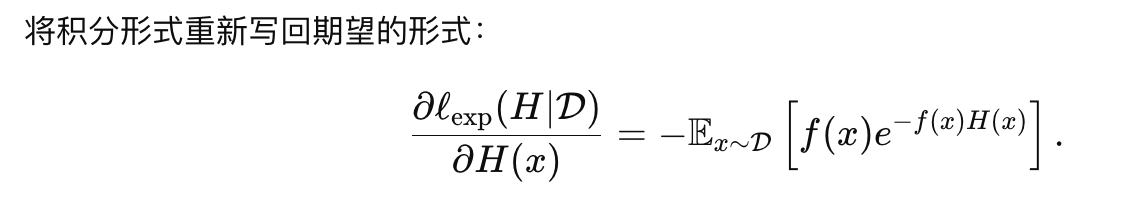 将积分形式重新写回期望的形式：
∂ℓ_exp(H|𝒟) / ∂H(x) = −𝔼_{x∼𝒟} [f(x)e^{−f(x)H(x)}] .